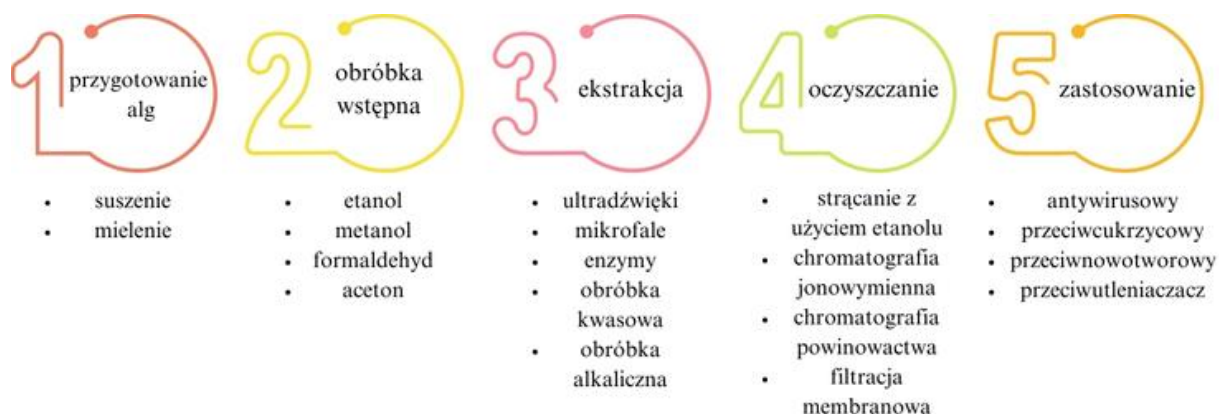 1
przygotowanie
alg
• suszenie
• mielenie
2
obróbka
wstępna
• etanol
• metanol
• formaldehyd
• aceton
3
ekstrakcja
• ultradźwięki
• mikrofale
• enzymy
• obróbka
kwasowa
• obróbka
alkaliczna
4
oczyszczanie
• strącanie z
użyciem etanolu
• chromatografia
jonowymienna
• chromatografia
powinowactwa
• filtracja
membranowa
5
zastosowanie
• antywirusowy
• przeciwcukrzycowy
• przeciwnowotworowy
• przeciwutleniaczacz